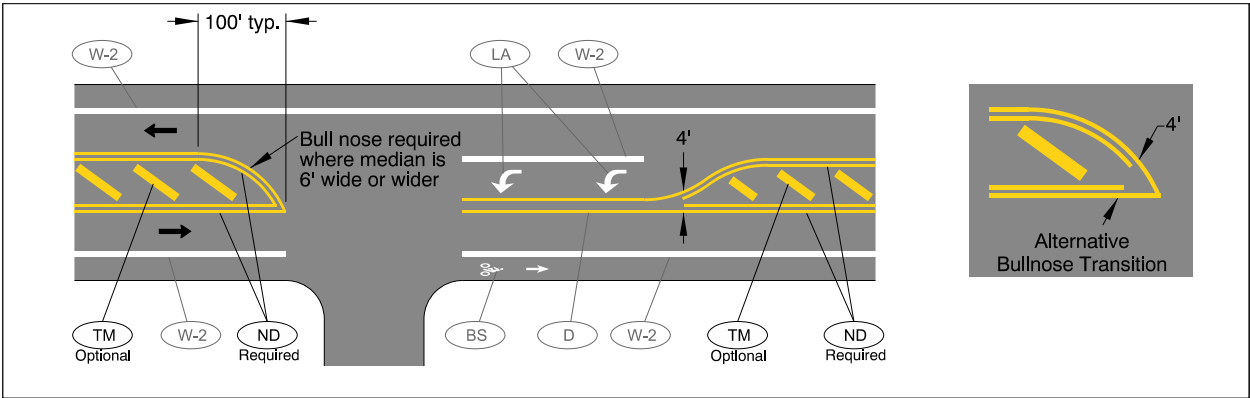 100' typ.
W-2
LA
W-2
Bull nose required
where median is
6' wide or wider
4'
4'
Alternative
Bullnose Transition
TM
Optional
W-2
ND
Required
BS
D
W-2
TM
Optional
ND
Required